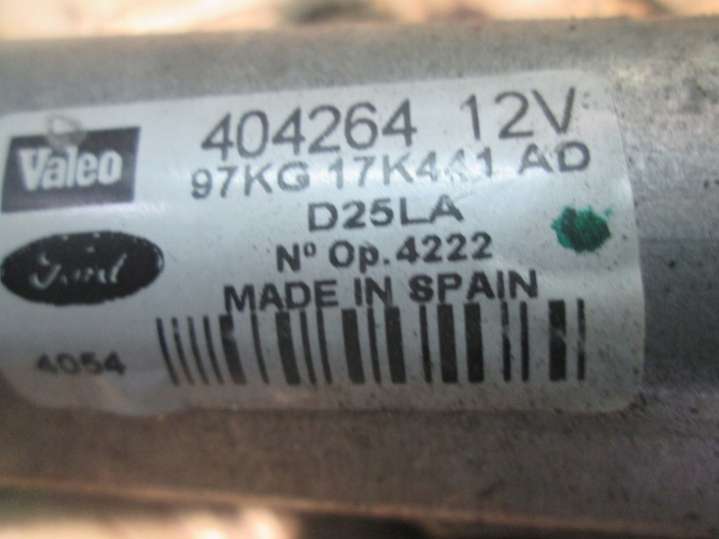 Valeo
404264 12V
97KG 17K441 AD
D25LA
Nº Op. 4222
Ford
MADE IN SPAIN
4054